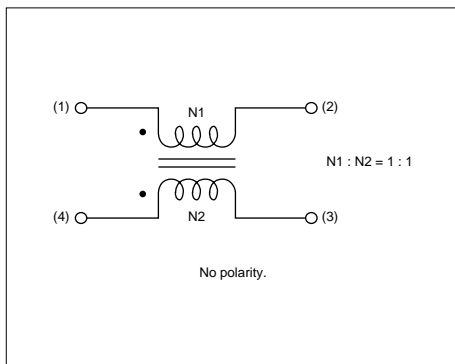 (1)
N1
(2)
N1 : N2 = 1 : 1
(4)
N2
(3)
No polarity.